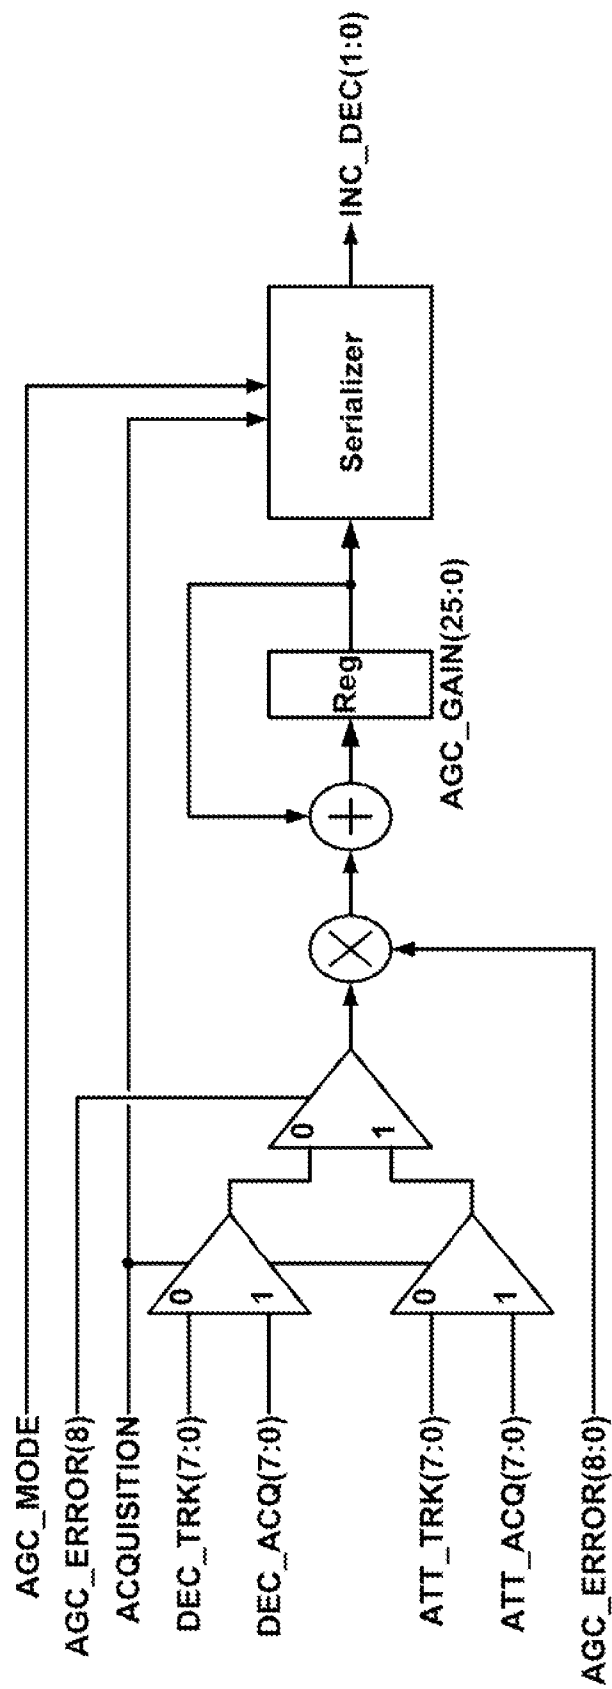 AGC_MODE
AGC_ERROR(8)
ACQUISITION
DEC_TRK(7:0)
DEC_ACQ(7:0)
ATT_TRK(7:0)
ATT_ACQ(7:0)
AGC_ERROR(8:0)
0
1
0
1
0
1
Reg
AGC_GAIN(25:0)
Serializer
INC_DEC(1:0)